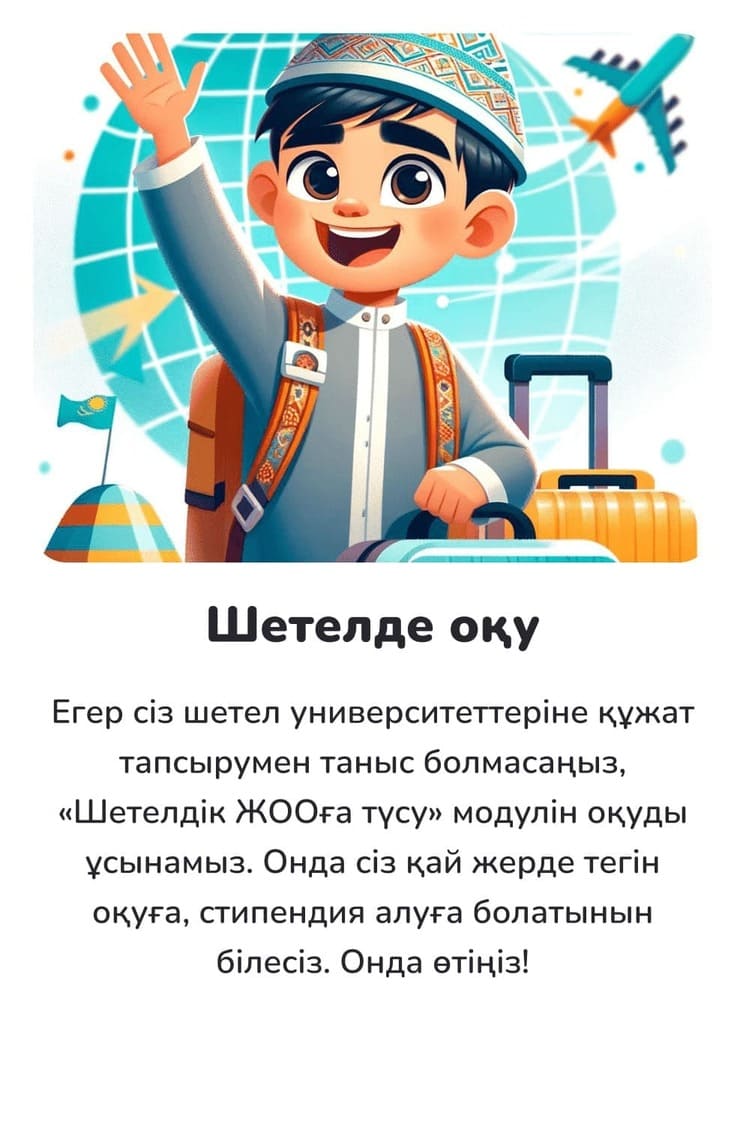 Шетелде оқу
Егер сіз шетел университеттеріне құжат
тапсырумен таныс болмасаңыз,
«Шетелдік ЖООға түсу» модулін оқуды
ұсынамыз. Онда сіз қай жерде тегін
оқуға, стипендия алуға болатынын
білесіз. Онда өтіңіз!